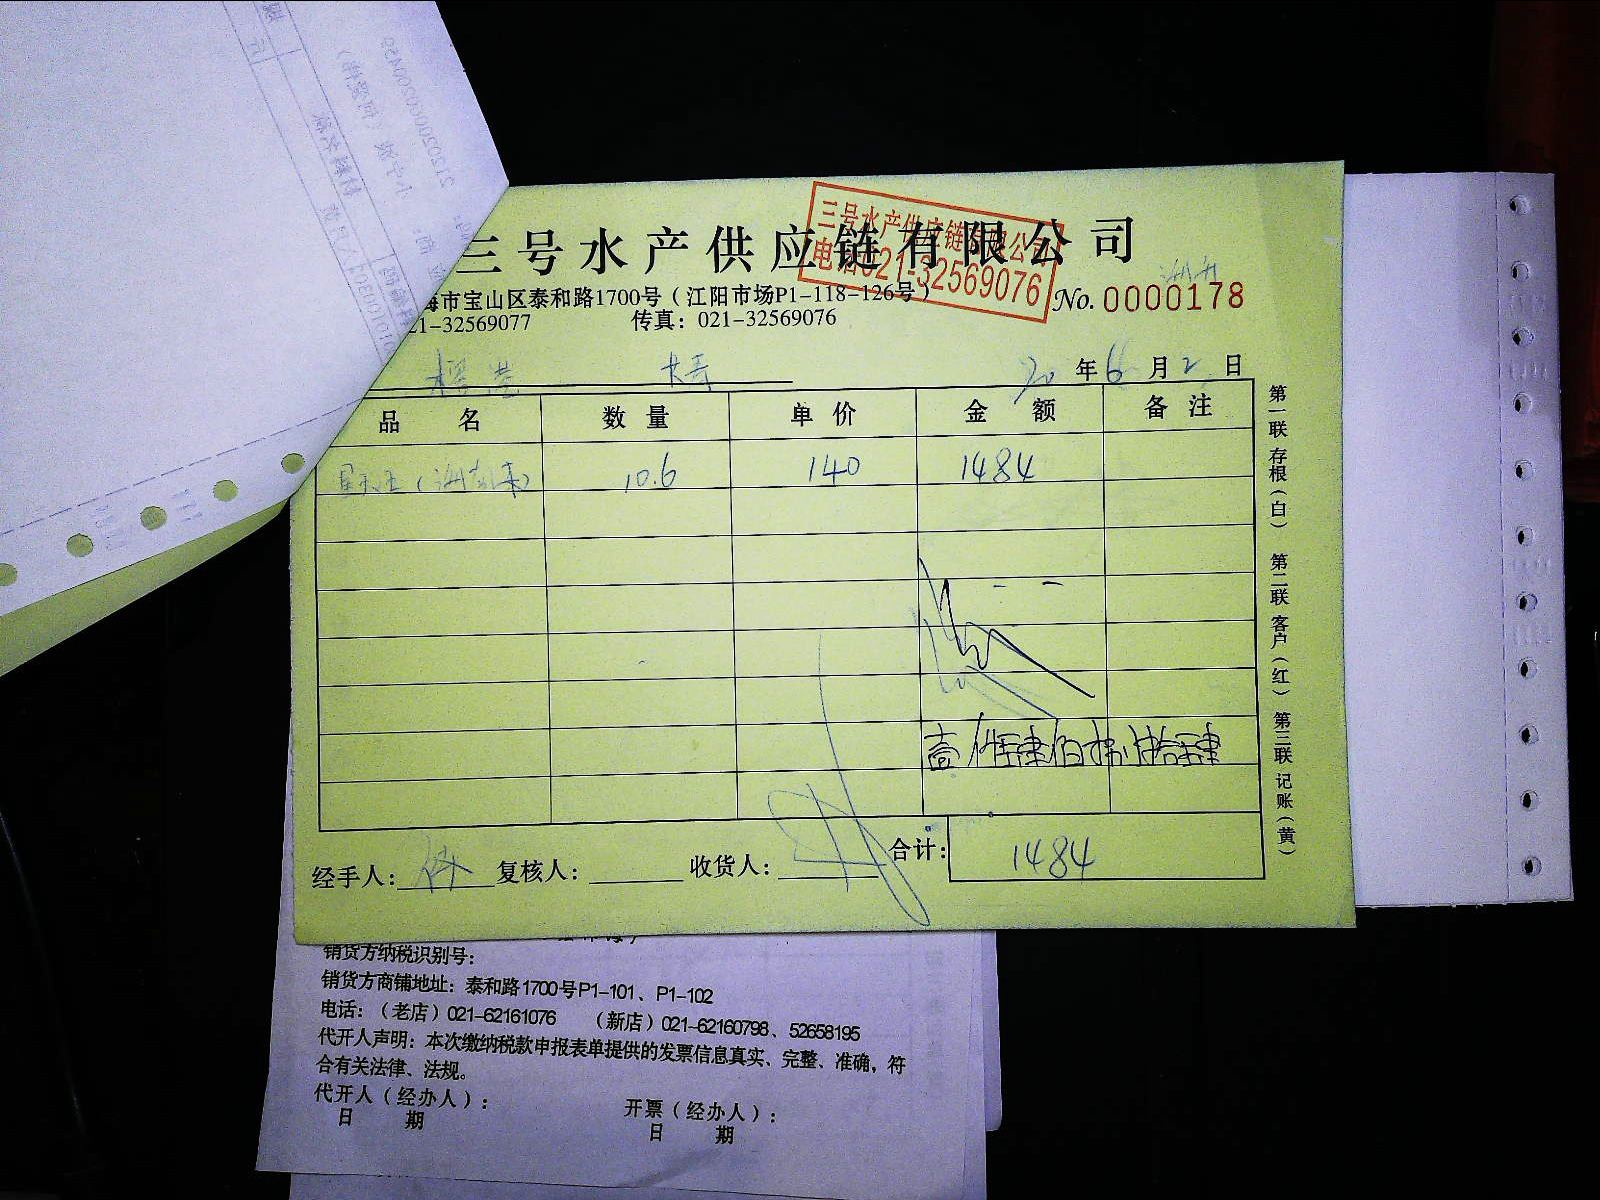 三号水产供应链有限公司
三号水产供应链有限公司
电话021-32569076
海市宝山区泰和路1700号（江阳市场P1-118-126号）
No. 0000178
21-32569077 传真：021-32569076
20 年 6 月 2 日
品 名 数 量 单 价 金 额 备 注
10.6 140 1484
壹仟肆佰捌拾肆
经手人： 复核人： 收货人： 合计： 1484
第一联 存根（白） 第二联 客户（红） 第三联 记账（黄）
销货方纳税识别号：
销货方商铺地址：泰和路1700号P1-101、P1-102
电话：（老店）021-62161076 （新店）021-62160798、52658195
代开人声明：本次缴纳税款申报表单提供的发票信息真实、完整、准确，符
合有关法律、法规。
代开人（经办人）： 开票（经办人）：
日 期 日 期